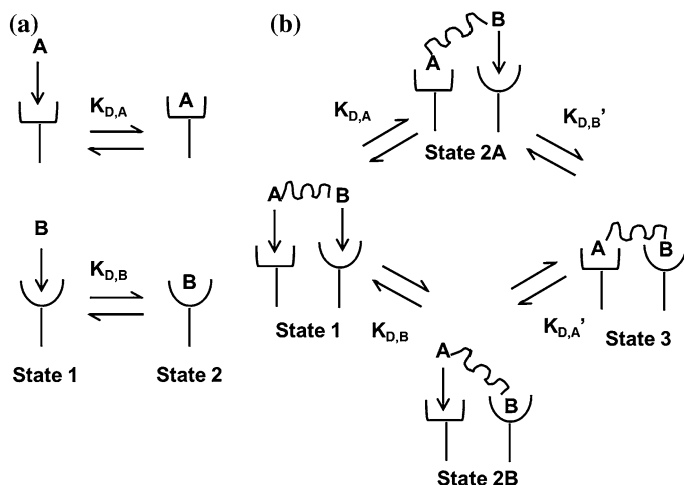 (a)
A
K_D,A
A
B
K_D,B
B
State 1
State 2
(b)
B
A
K_D,A
K_D,B'
State 2A
A
B
State 1
K_D,B
A
B
K_D,A'
State 3
A
B
State 2B